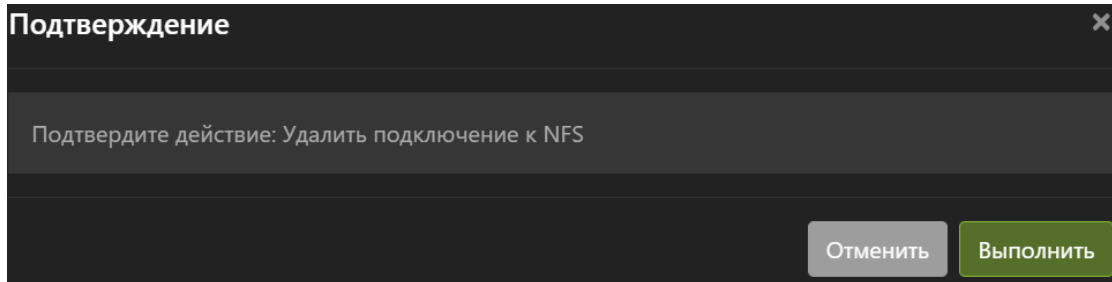 Подтверждение
Подтвердите действие: Удалить подключение к NFS
Отменить
Выполнить